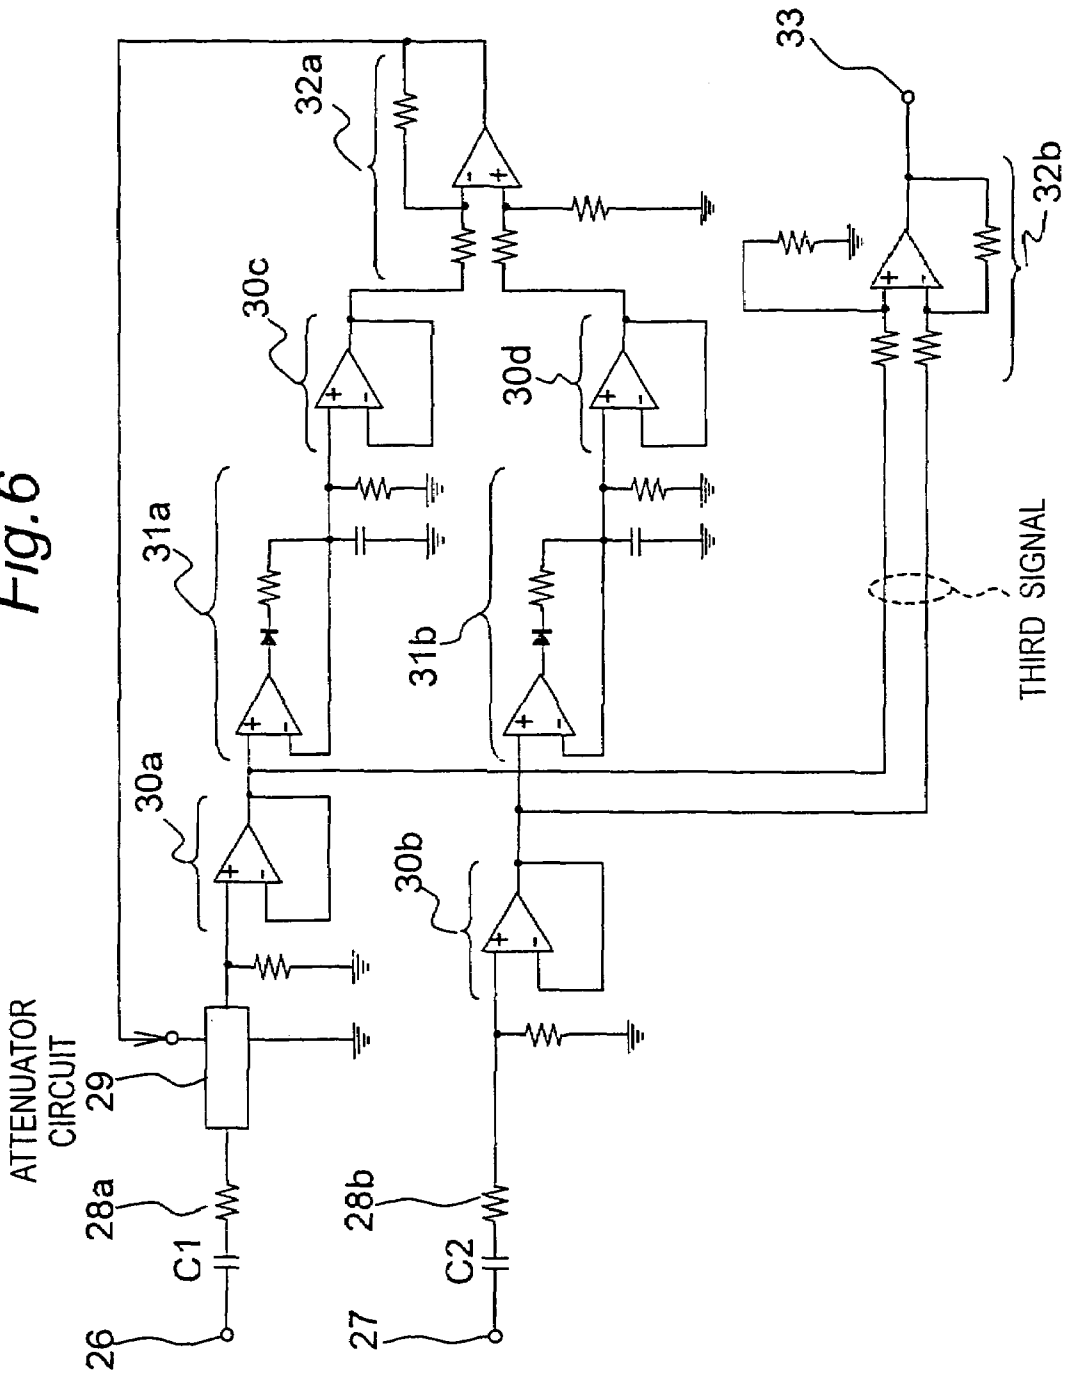 Fig.6
ATTENUATOR
CIRCUIT
26
C1
28a
29
30a
31a
30c
32a
27
C2
28b
30b
31b
30d
33
32b
THIRD SIGNAL
+
-
+
-
+
-
-
+
+
-
+
-
+
-
+
-